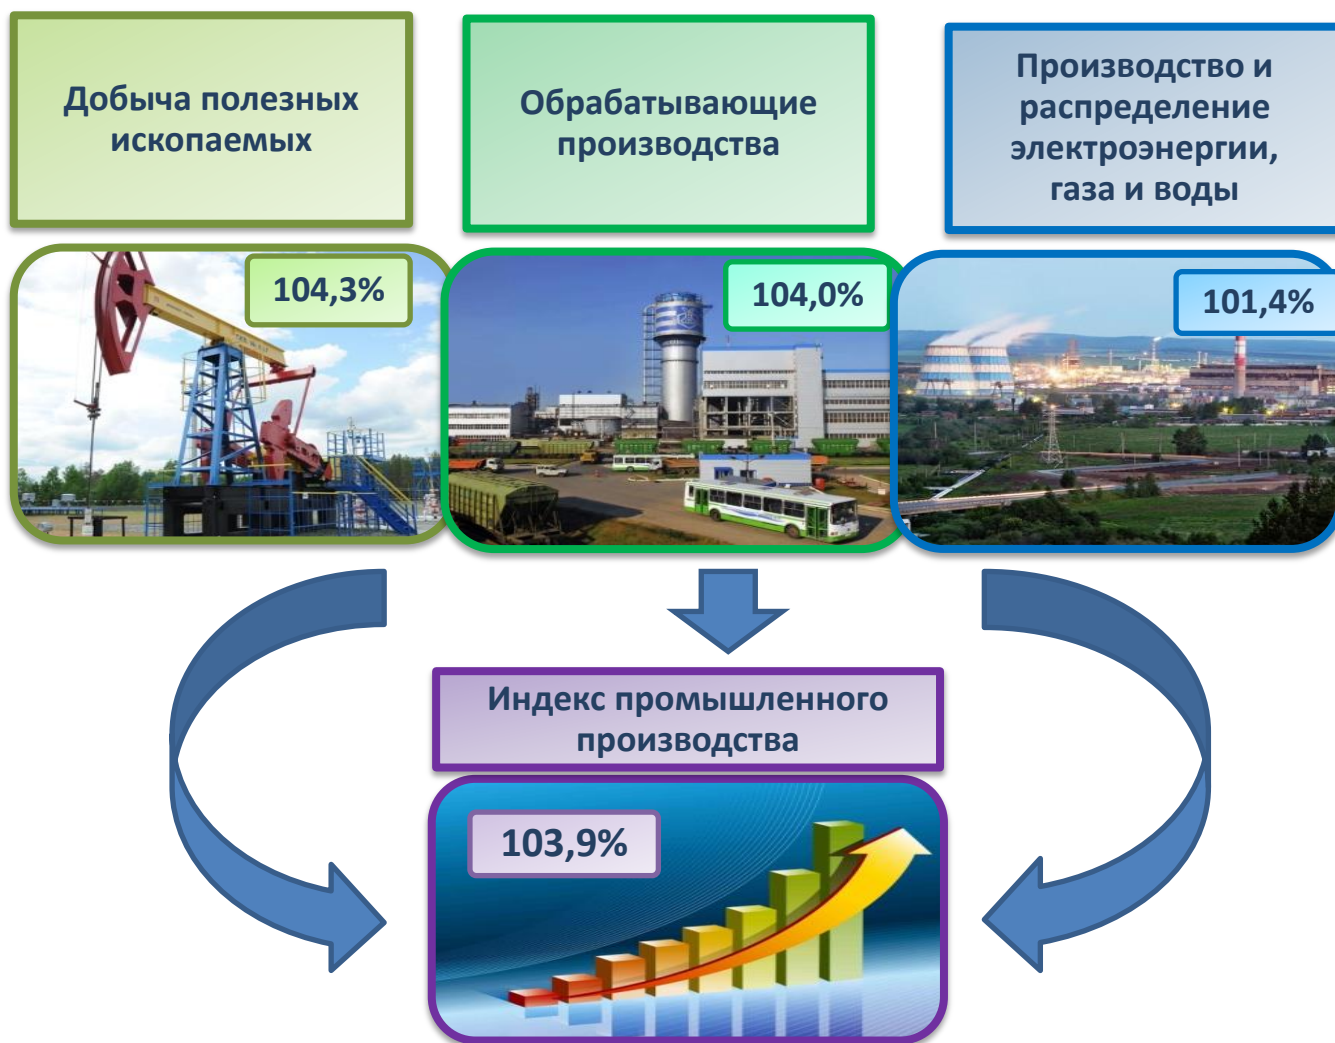 Добыча полезных
ископаемых
Обрабатывающие
производства
Производство и
распределение
электроэнергии,
газа и воды
104,3%
104,0%
101,4%
Индекс промышленного
производства
103,9%